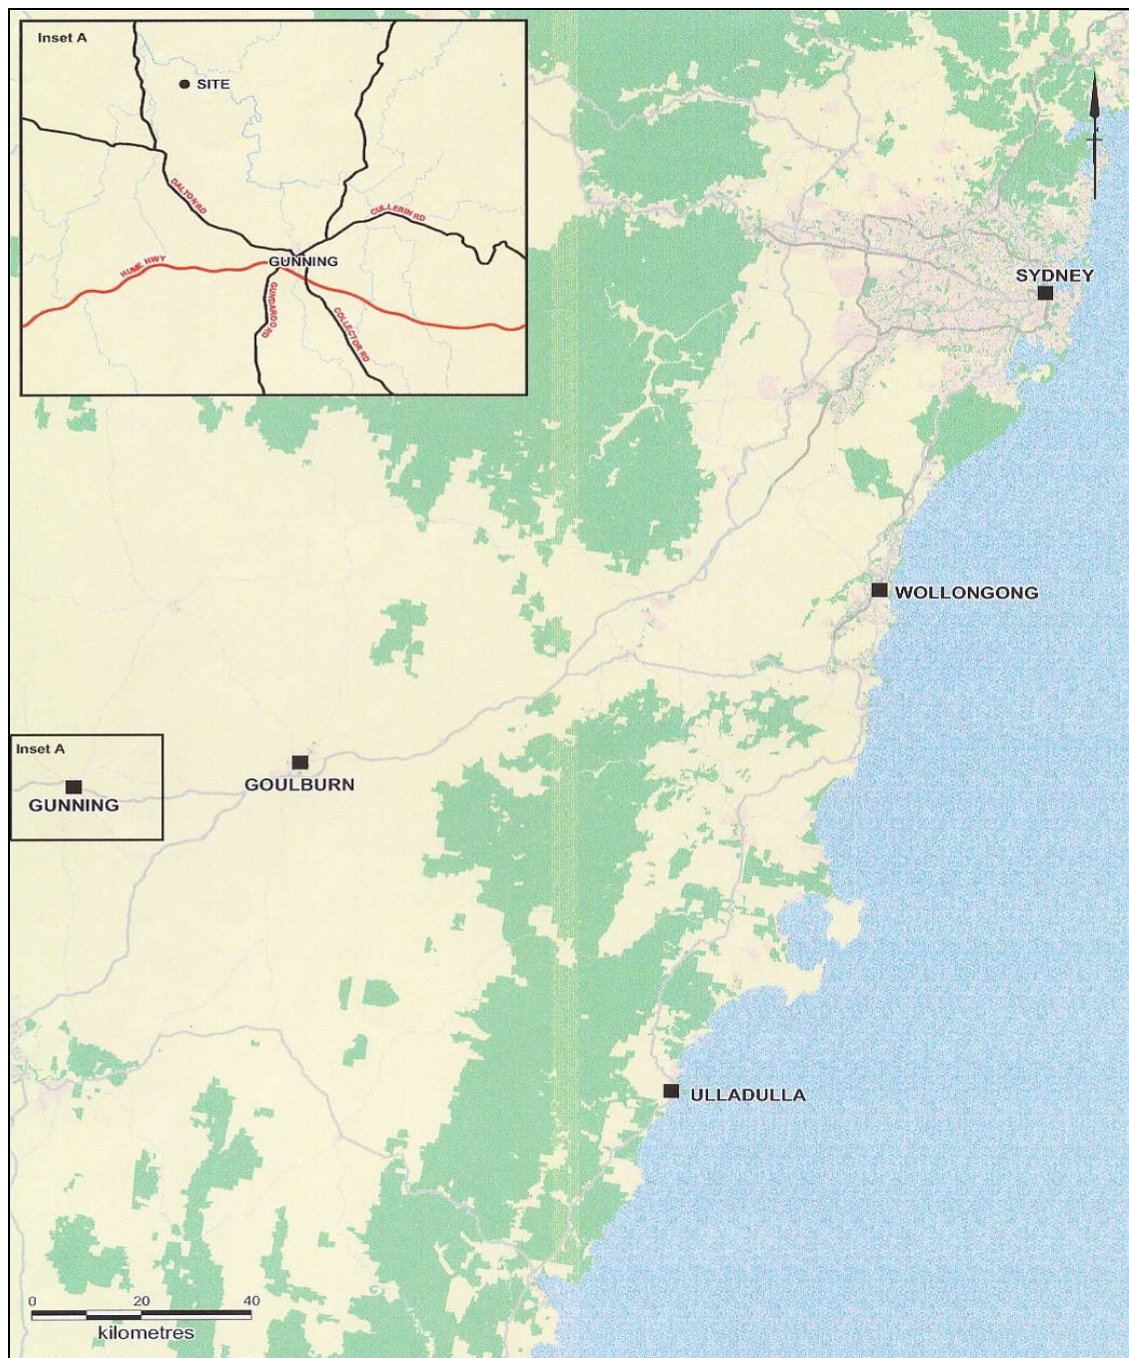 Inset A
SITE
DALTON RD
CULLERIN RD
HUME HWY
GUNNING
GUNDAROO RD
COLLECTOR RD
SYDNEY
WOLLONGONG
Inset A
GUNNING
GOULBURN
ULLADULLA
0 20 40
kilometres